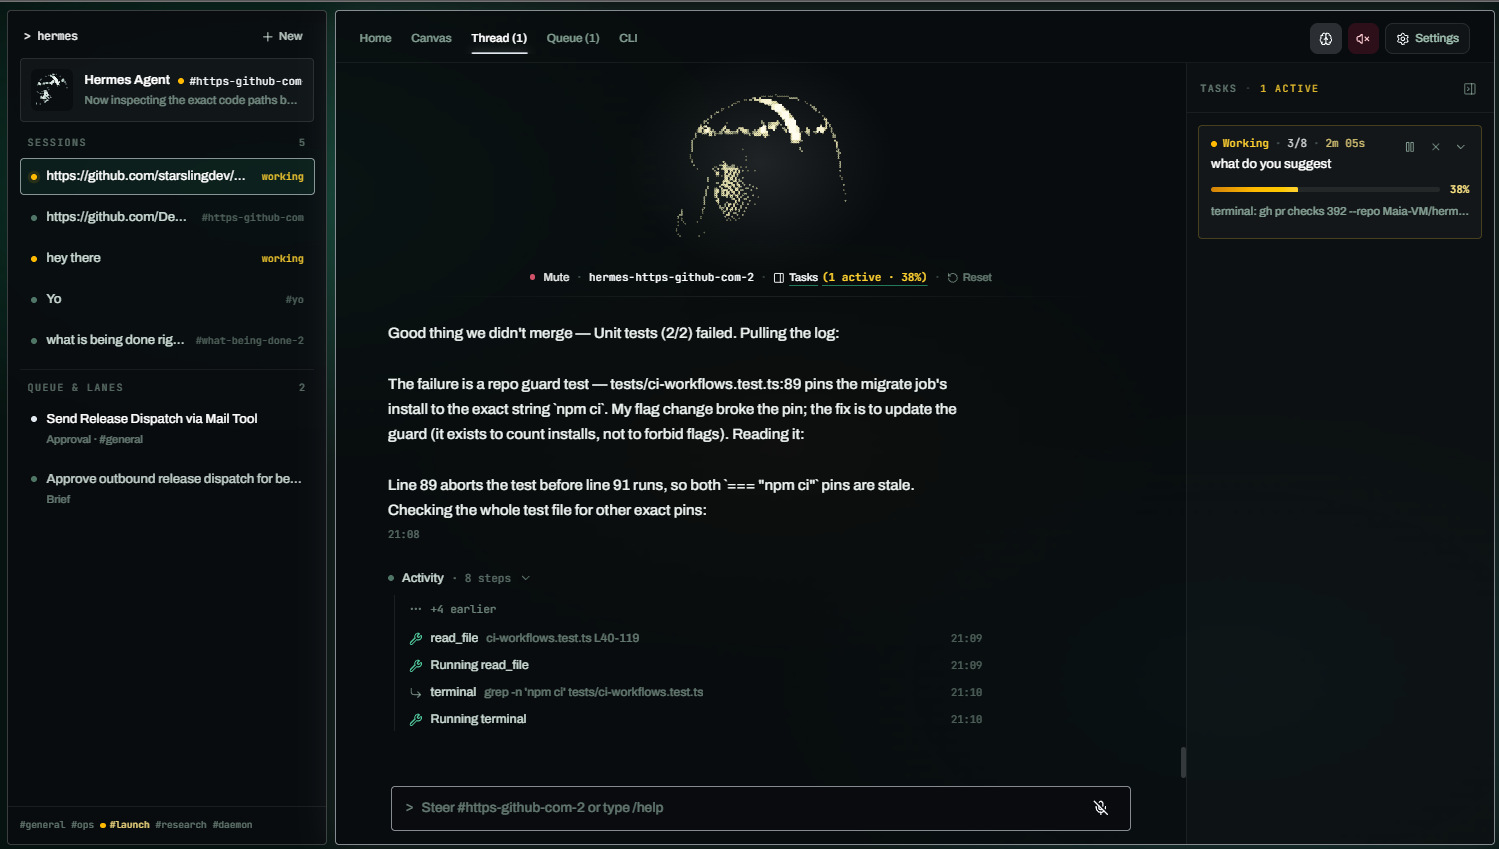 > hermes
+ New
Hermes Agent #https-github-com
Now inspecting the exact code paths b...
SESSIONS 5
https://github.com/starslingdev/... working
https://github.com/De... #https-github-com
hey there working
Yo #yo
what is being done rig... #what-being-done-2
QUEUE & LANES 2
Send Release Dispatch via Mail Tool
Approval · #general
Approve outbound release dispatch for be...
Brief
#general #ops #launch #research #daemon
Home Canvas Thread (1) Queue (1) CLI
Settings
Mute · hermes-https-github-com-2 · Tasks (1 active · 38%) · Reset
Good thing we didn't merge — Unit tests (2/2) failed. Pulling the log:
The failure is a repo guard test — tests/ci-workflows.test.ts:89 pins the migrate job's
install to the exact string `npm ci`. My flag change broke the pin; the fix is to update the
guard (it exists to count installs, not to forbid flags). Reading it:
Line 89 aborts the test before line 91 runs, so both `=== "npm ci"` pins are stale.
Checking the whole test file for other exact pins:
21:08
Activity · 8 steps
··· +4 earlier
read_file ci-workflows.test.ts L40-119 21:09
Running read_file 21:09
terminal grep -n 'npm ci' tests/ci-workflows.test.ts 21:10
Running terminal 21:10
> Steer #https-github-com-2 or type /help
TASKS · 1 ACTIVE
Working · 3/8 · 2m 05s
what do you suggest
38%
terminal: gh pr checks 392 --repo Maia-VM/herm...